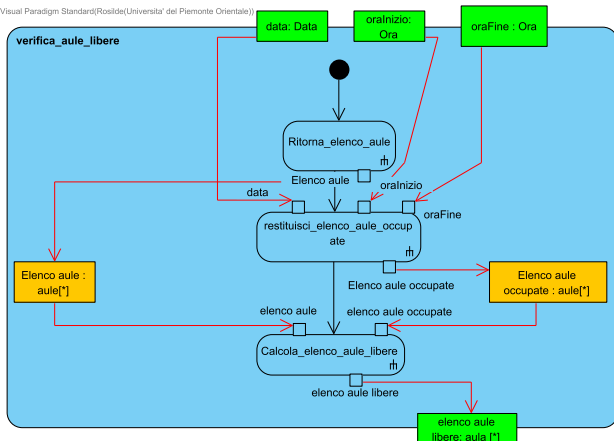 Visual Paradigm Standard(Rosilde(Universita' del Piemonte Orientale))
data: Data
oraInizio:
Ora
oraFine : Ora
verifica_aule_libere
Ritorna_elenco_aule
Elenco aule
oraInizio
data
oraFine
restituisci_elenco_aule_occup
ate
Elenco aule :
aule[*]
Elenco aule
occupate : aule[*]
Elenco aule occupate
elenco aule
elenco aule occupate
Calcola_elenco_aule_libere
elenco aule libere
elenco aule
libere: aula [*]